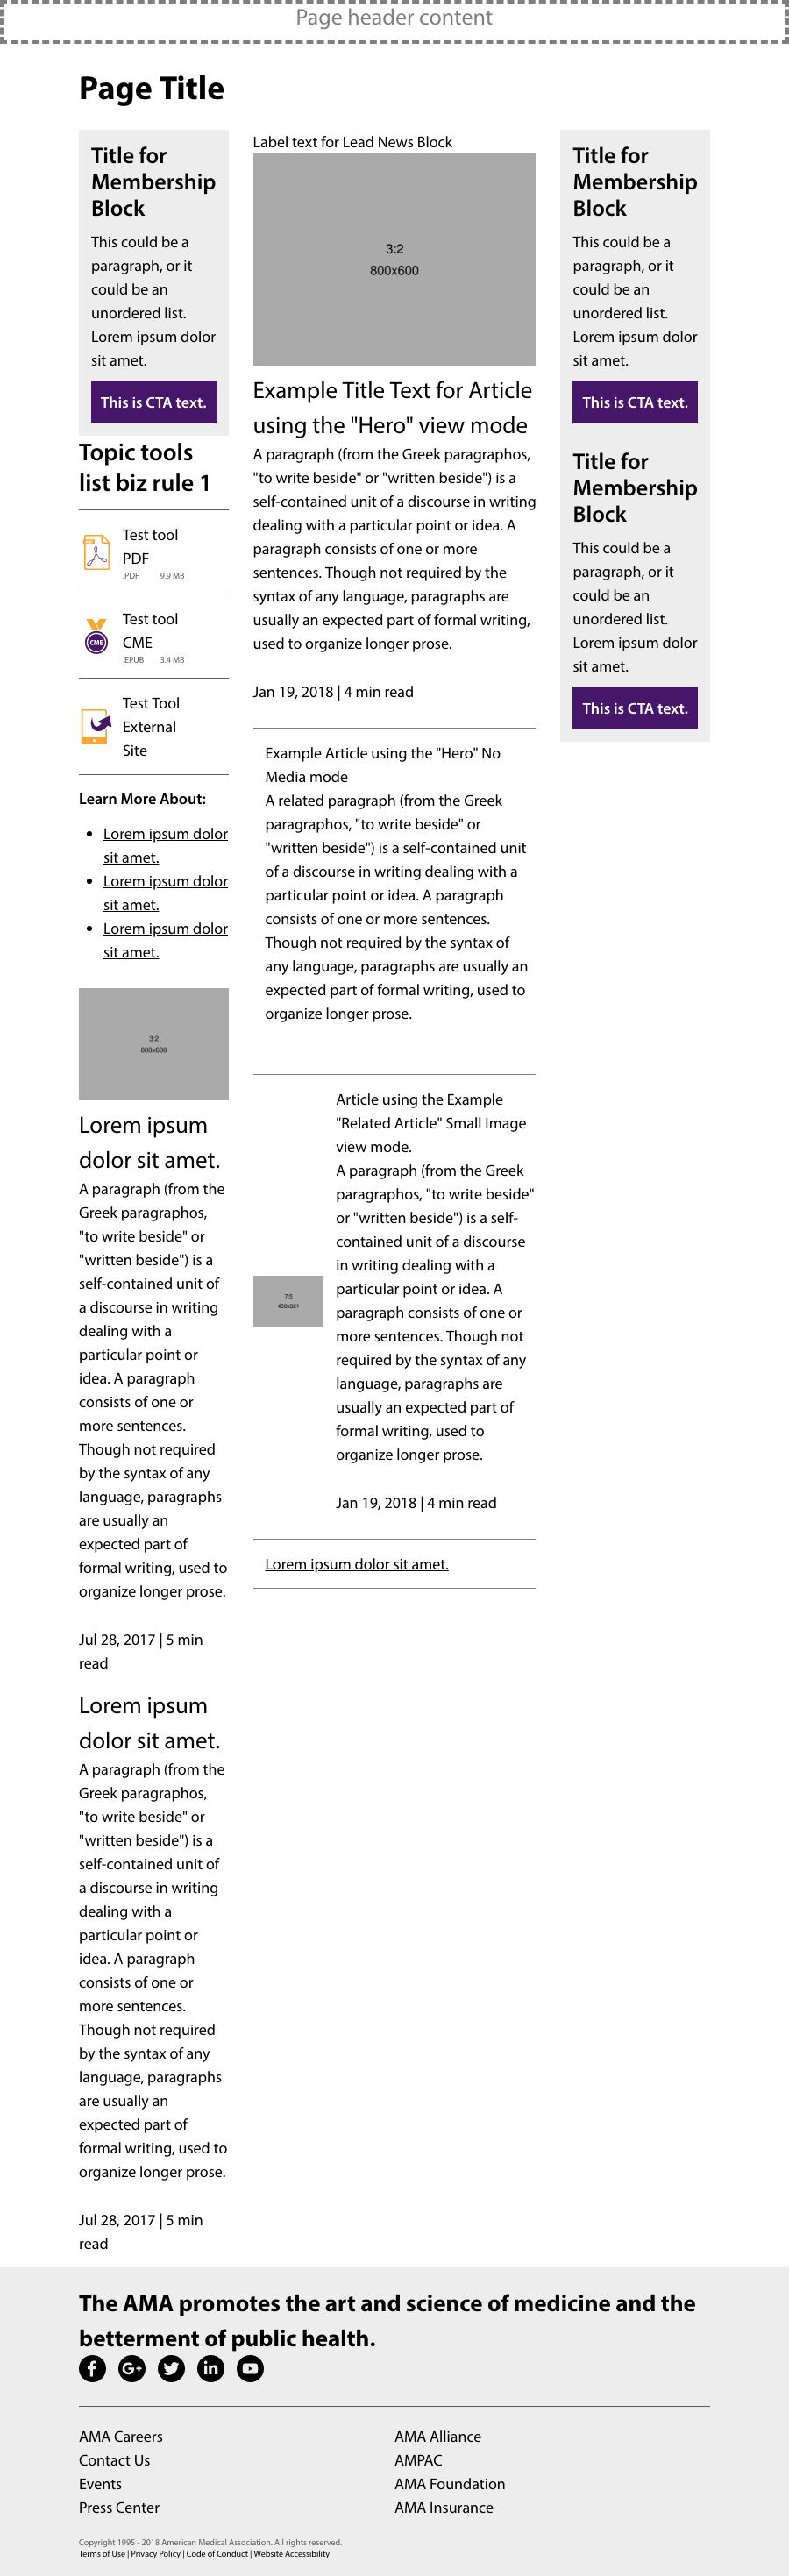 Page header content
Page Title
Title for
Membership
Block
This could be a
paragraph, or it
could be an
unordered list.
Lorem ipsum dolor
sit amet.
This is CTA text.
Topic tools
list biz rule 1
Test tool
PDF
.PDF 9.9 MB
CME
Test tool
CME
.EPUB 3.4 MB
Test Tool
External
Site
Learn More About:
Lorem ipsum dolor
sit amet.
Lorem ipsum dolor
sit amet.
Lorem ipsum dolor
sit amet.
3:2
800x600
Lorem ipsum
dolor sit amet.
A paragraph (from the
Greek paragraphos,
"to write beside" or
"written beside") is a
self-contained unit of
a discourse in writing
dealing with a
particular point or
idea. A paragraph
consists of one or
more sentences.
Though not required
by the syntax of any
language, paragraphs
are usually an
expected part of
formal writing, used to
organize longer prose.
Jul 28, 2017 | 5 min
read
Lorem ipsum
dolor sit amet.
A paragraph (from the
Greek paragraphos,
"to write beside" or
"written beside") is a
self-contained unit of
a discourse in writing
dealing with a
particular point or
idea. A paragraph
consists of one or
more sentences.
Though not required
by the syntax of any
language, paragraphs
are usually an
expected part of
formal writing, used to
organize longer prose.
Jul 28, 2017 | 5 min
read
Label text for Lead News Block
3:2
800x600
Example Title Text for Article
using the "Hero" view mode
A paragraph (from the Greek paragraphos,
"to write beside" or "written beside") is a
self-contained unit of a discourse in writing
dealing with a particular point or idea. A
paragraph consists of one or more
sentences. Though not required by the
syntax of any language, paragraphs are
usually an expected part of formal writing,
used to organize longer prose.
Jan 19, 2018 | 4 min read
Example Article using the "Hero" No
Media mode
A related paragraph (from the Greek
paragraphos, "to write beside" or
"written beside") is a self-contained unit
of a discourse in writing dealing with a
particular point or idea. A paragraph
consists of one or more sentences.
Though not required by the syntax of
any language, paragraphs are usually an
expected part of formal writing, used to
organize longer prose.
7:5
Article using the Example
"Related Article" Small Image
view mode.
A paragraph (from the Greek
paragraphos, "to write beside"
or "written beside") is a self-
contained unit of a discourse
in writing dealing with a
particular point or idea. A
paragraph consists of one or
more sentences. Though not
required by the syntax of any
language, paragraphs are
usually an expected part of
formal writing, used to
organize longer prose.
Jan 19, 2018 | 4 min read
Lorem ipsum dolor sit amet.
Title for
Membership
Block
This could be a
paragraph, or it
could be an
unordered list.
Lorem ipsum dolor
sit amet.
This is CTA text.
Title for
Membership
Block
This could be a
paragraph, or it
could be an
unordered list.
Lorem ipsum dolor
sit amet.
This is CTA text.
The AMA promotes the art and science of medicine and the
betterment of public health.
AMA Careers
Contact Us
Events
Press Center
AMA Alliance
AMPAC
AMA Foundation
AMA Insurance
Copyright 1995 - 2018 American Medical Association. All rights reserved.
Terms of Use | Privacy Policy | Code of Conduct | Website Accessibility